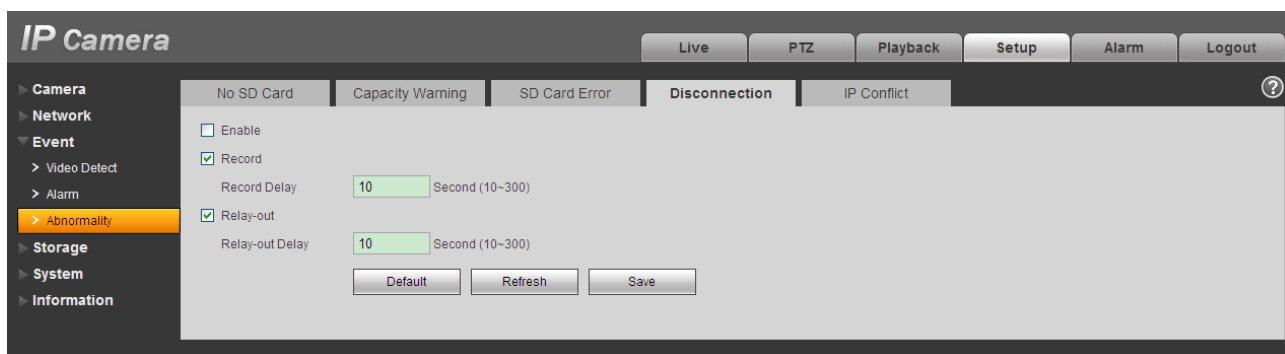 IP Camera
Live PTZ Playback Setup Alarm Logout
Camera
Network
Event
Video Detect
Alarm
Abnormality
Storage
System
Information
No SD Card Capacity Warning SD Card Error Disconnection IP Conflict
?
Enable
Record
Record Delay 10 Second (10~300)
Relay-out
Relay-out Delay 10 Second (10~300)
Default Refresh Save